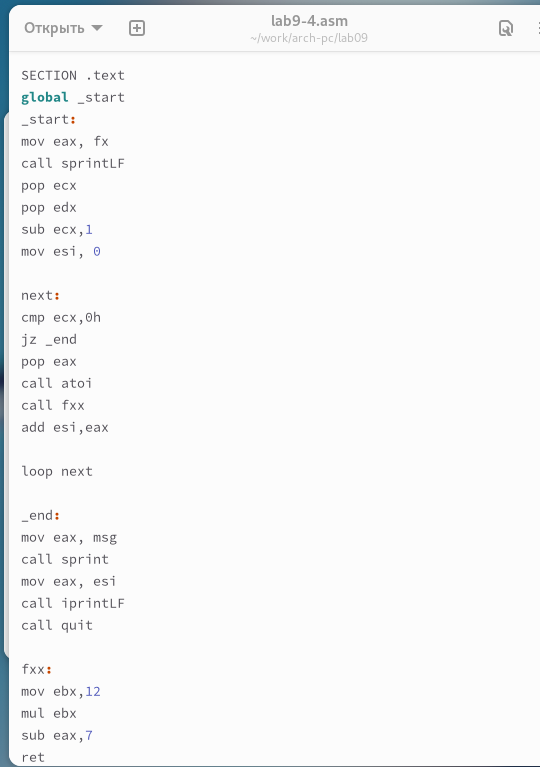 Открыть
lab9-4.asm
~/work/arch-pc/lab09
SECTION .text
global _start
_start:
mov eax, fx
call sprintLF
pop ecx
pop edx
sub ecx,1
mov esi, 0
next:
cmp ecx,0h
jz _end
pop eax
call atoi
call fxx
add esi,eax
loop next
_end:
mov eax, msg
call sprint
mov eax, esi
call iprintLF
call quit
fxx:
mov ebx,12
mul ebx
sub eax,7
ret